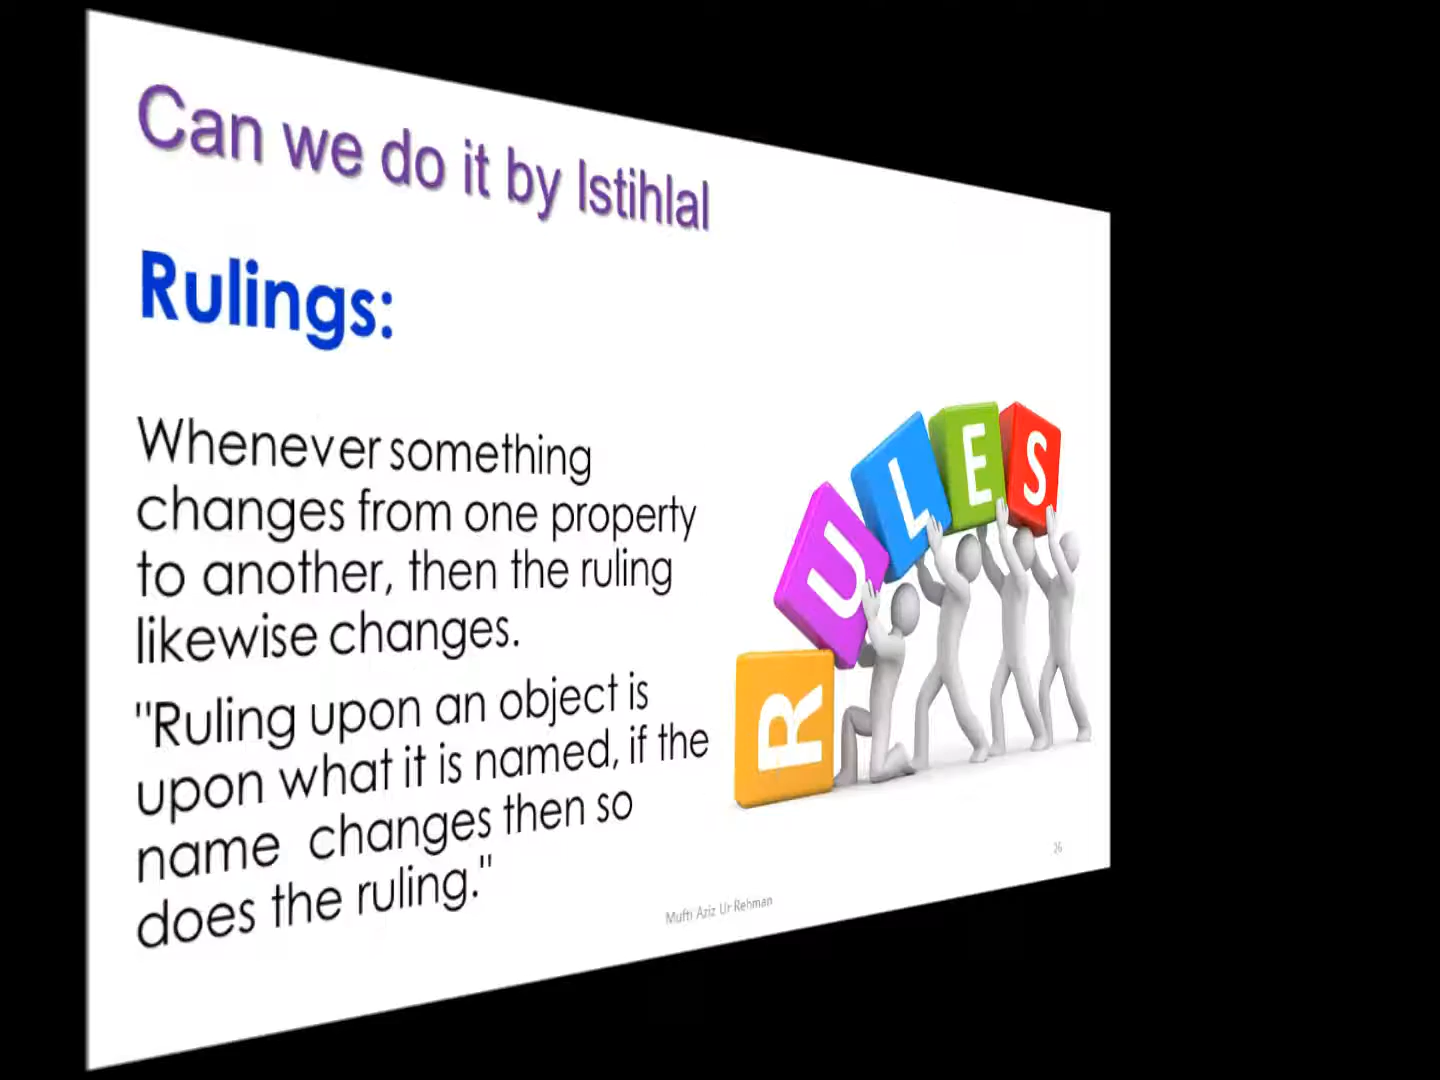 Can we do it by Istihlal
Rulings:
Whenever something
changes from one property
to another, then the ruling
likewise changes.
"Ruling upon an object is
upon what it is named, if the
name changes then so
does the ruling."
R U L E S
Mufti Aziz Ur Rehman
26